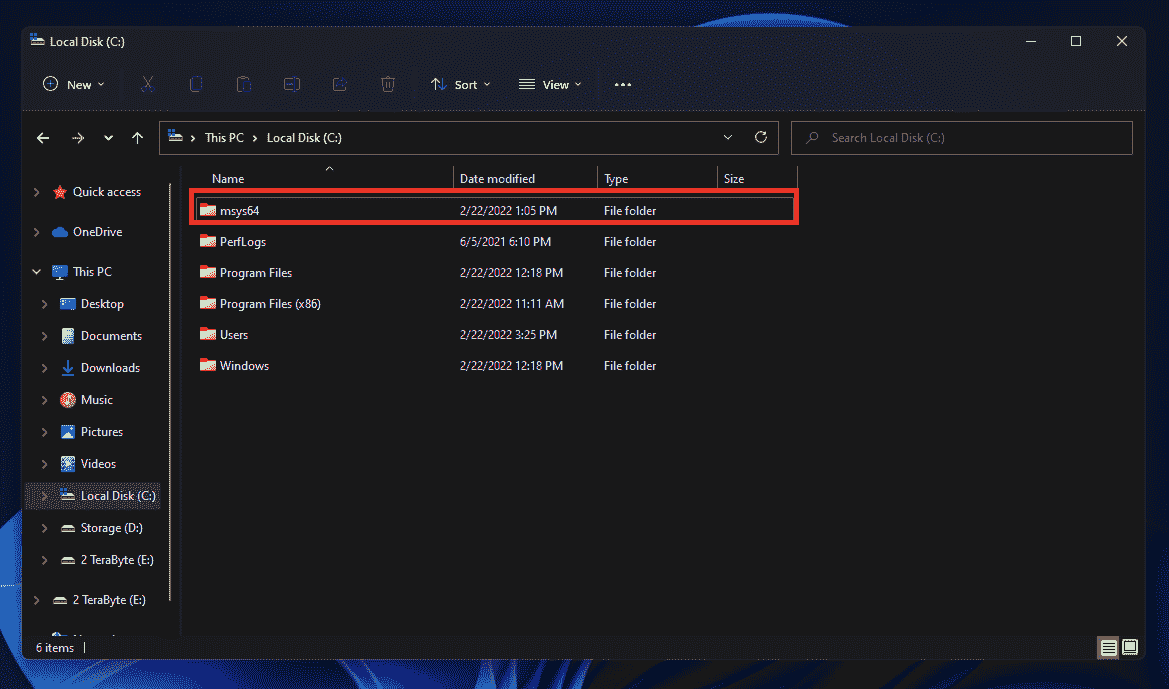 Local Disk (C:)
New Sort View
This PC Local Disk (C:) Search Local Disk (C:)
Name Date modified Type Size
msys64 2/22/2022 1:05 PM File folder
PerfLogs 6/5/2021 6:10 PM File folder
Program Files 2/22/2022 12:18 PM File folder
Program Files (x86) 2/22/2022 11:11 AM File folder
Users 2/22/2022 3:25 PM File folder
Windows 2/22/2022 12:18 PM File folder
Quick access
OneDrive
This PC
Desktop
Documents
Downloads
Music
Pictures
Videos
Local Disk (C:)
Storage (D:)
2 TeraByte (E:)
2 TeraByte (E:)
6 items